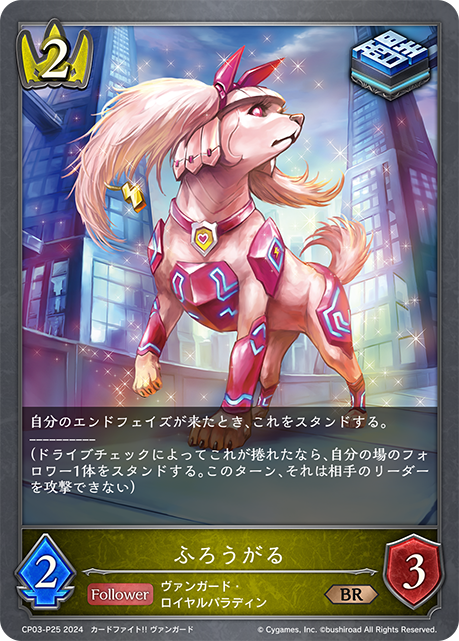 2
自分のエンドフェイズが来たとき、これをスタンドする。
----------
(ドライブチェックによってこれが捲れたなら、自分の場のフォ
ロワー1体をスタンドする。このターン、それは相手のリーダー
を攻撃できない)
ふろうがる
2
Follower
ヴァンガード・
ロイヤルパラディン
BR
3
CP03-P25 2024 カードファイト!! ヴァンガード
© Cygames, Inc. ©bushiroad All Rights Reserved.